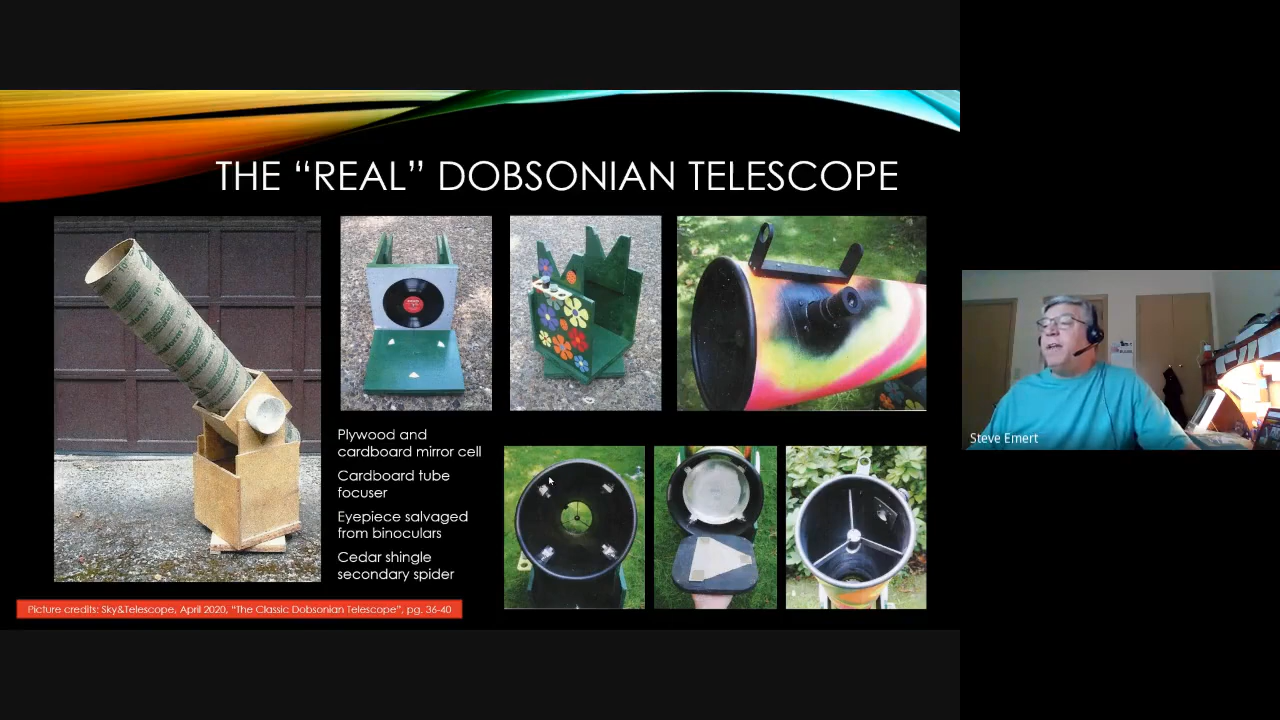 THE “REAL” DOBSONIAN TELESCOPE
Plywood and
cardboard mirror cell
Cardboard tube
focuser
Eyepiece salvaged
from binoculars
Cedar shingle
secondary spider
Picture credits: Sky&Telescope, April 2020, “The Classic Dobsonian Telescope”, pg. 36-40
Steve Emert